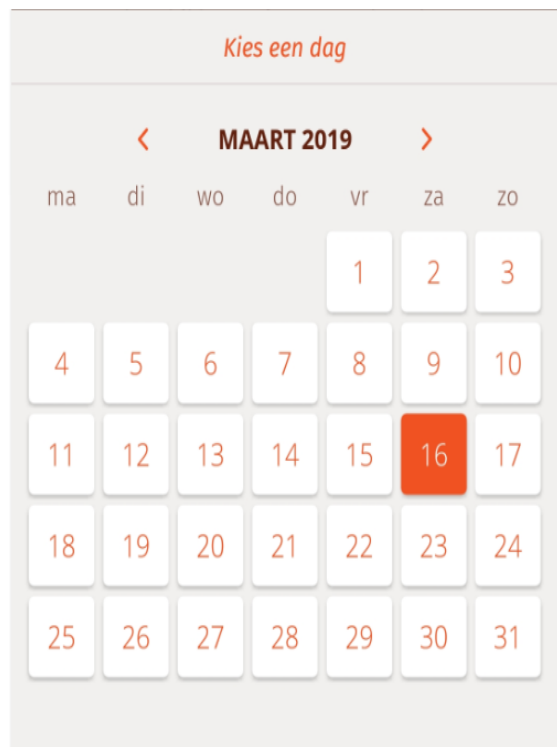 Kies een dag
< MAART 2019 >
ma di wo do vr za zo
1 2 3
4 5 6 7 8 9 10
11 12 13 14 15 16 17
18 19 20 21 22 23 24
25 26 27 28 29 30 31